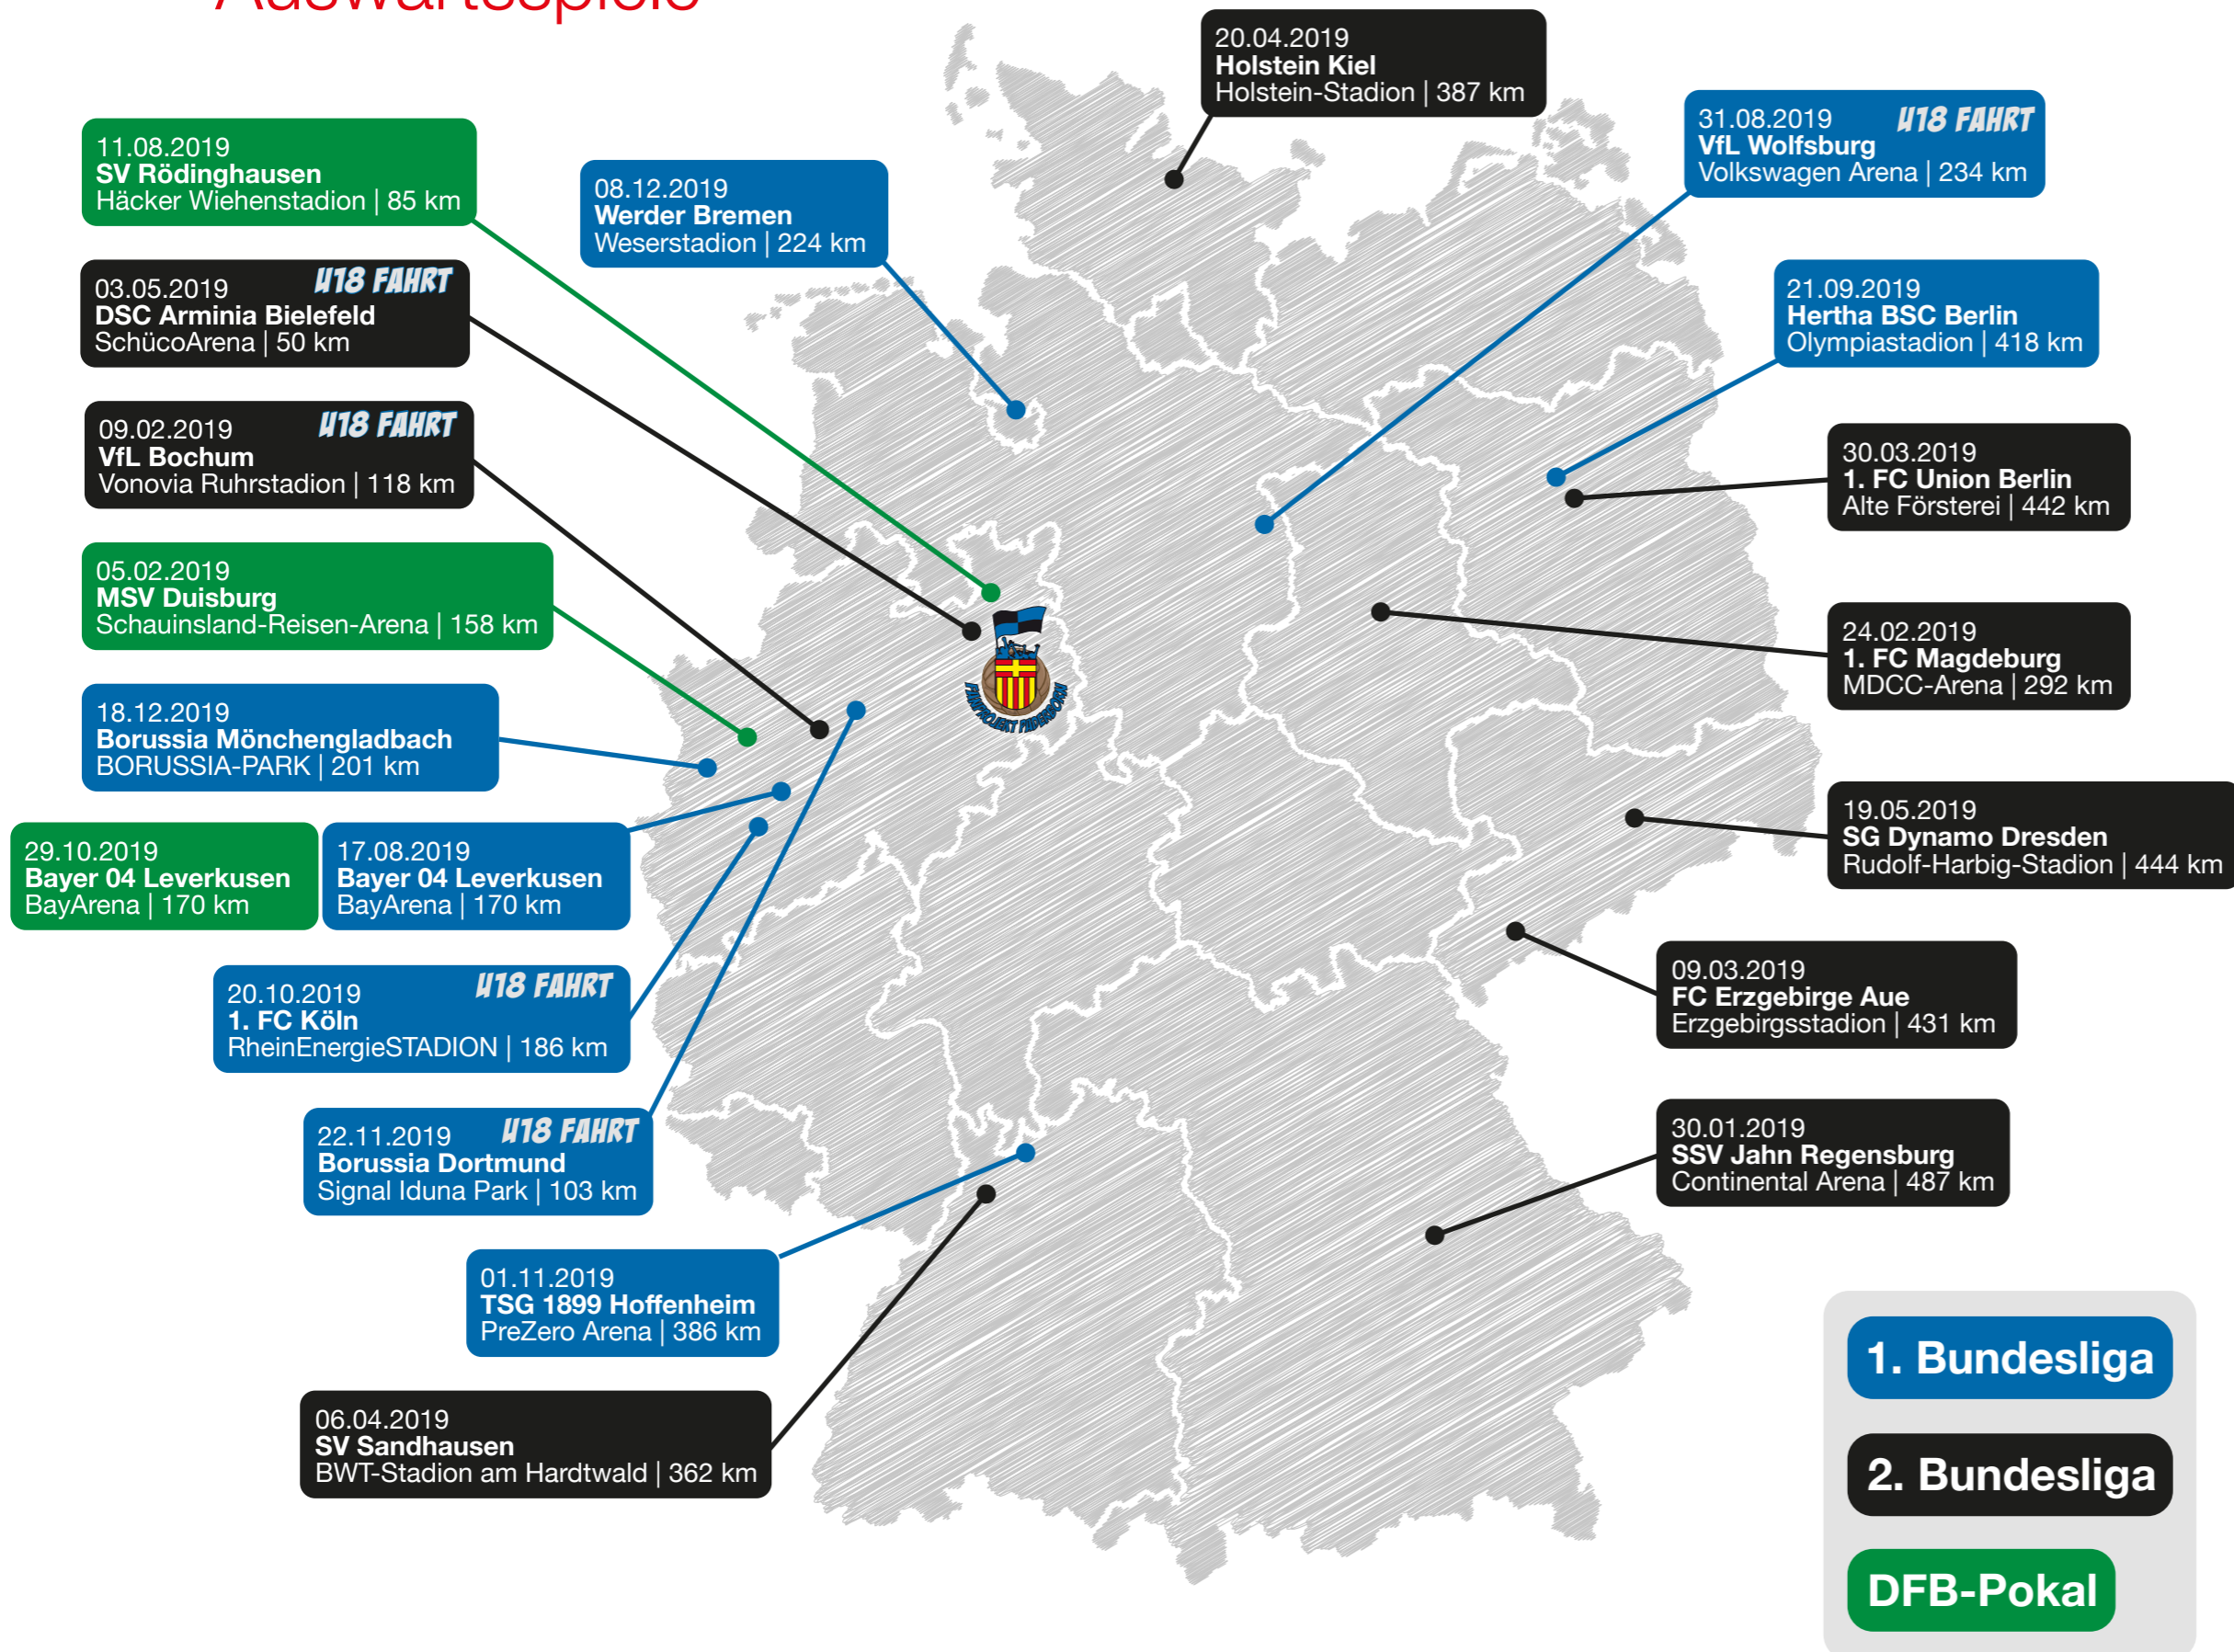 Auswärtsspiele
20.04.2019
Holstein Kiel
Holstein-Stadion | 387 km
31.08.2019 U18 FAHRT
VfL Wolfsburg
Volkswagen Arena | 234 km
11.08.2019
SV Rödinghausen
Häcker Wiehenstadion | 85 km
08.12.2019
Werder Bremen
Weserstadion | 224 km
03.05.2019 U18 FAHRT
DSC Arminia Bielefeld
SchücoArena | 50 km
21.09.2019
Hertha BSC Berlin
Olympiastadion | 418 km
09.02.2019 U18 FAHRT
VfL Bochum
Vonovia Ruhrstadion | 118 km
30.03.2019
1. FC Union Berlin
Alte Försterei | 442 km
05.02.2019
MSV Duisburg
Schauinsland-Reisen-Arena | 158 km
24.02.2019
1. FC Magdeburg
MDCC-Arena | 292 km
FANPROJEKT PADERBORN
18.12.2019
Borussia Mönchengladbach
BORUSSIA-PARK | 201 km
19.05.2019
SG Dynamo Dresden
Rudolf-Harbig-Stadion | 444 km
29.10.2019
Bayer 04 Leverkusen
BayArena | 170 km
17.08.2019
Bayer 04 Leverkusen
BayArena | 170 km
09.03.2019
FC Erzgebirge Aue
Erzgebirgsstadion | 431 km
20.10.2019 U18 FAHRT
1. FC Köln
RheinEnergieSTADION | 186 km
22.11.2019 U18 FAHRT
Borussia Dortmund
Signal Iduna Park | 103 km
30.01.2019
SSV Jahn Regensburg
Continental Arena | 487 km
01.11.2019
TSG 1899 Hoffenheim
PreZero Arena | 386 km
06.04.2019
SV Sandhausen
BWT-Stadion am Hardtwald | 362 km
1. Bundesliga
2. Bundesliga
DFB-Pokal